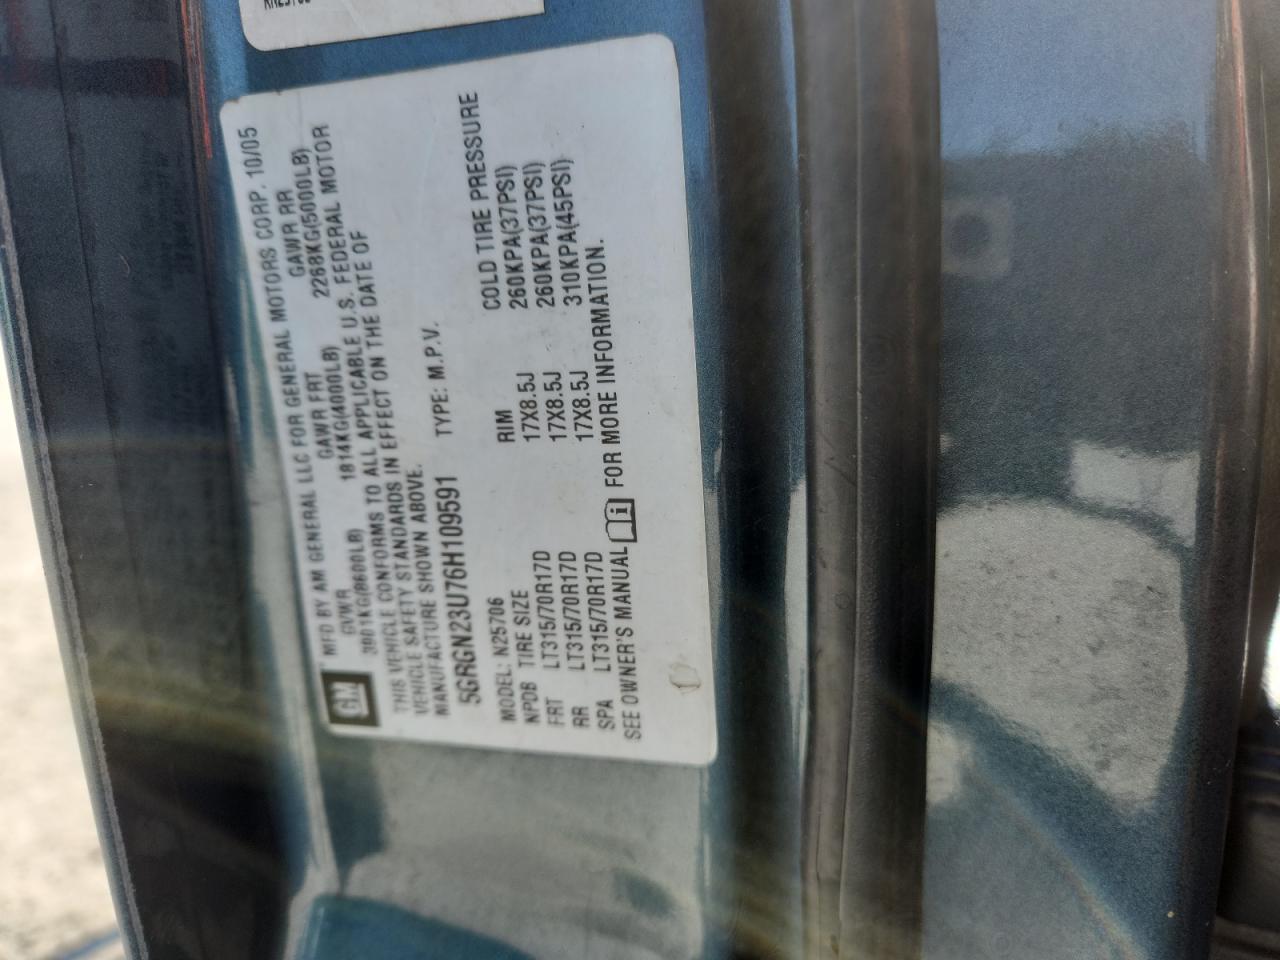 GM MFD BY AM GENERAL LLC FOR GENERAL MOTORS CORP. 10/05
GVWR GAWR FRT GAWR RR
3901KG(8600LB) 1814KG(4000LB) 2268KG(5000LB)
THIS VEHICLE CONFORMS TO ALL APPLICABLE U.S. FEDERAL MOTOR
VEHICLE SAFETY STANDARDS IN EFFECT ON THE DATE OF
MANUFACTURE SHOWN ABOVE.
5GRGN23U76H109591 TYPE: M.P.V.
MODEL: N25706
NPDB TIRE SIZE RIM COLD TIRE PRESSURE
FRT LT315/70R17D 17X8.5J 260KPA(37PSI)
RR LT315/70R17D 17X8.5J 260KPA(37PSI)
SPA LT315/70R17D 17X8.5J 310KPA(45PSI)
SEE OWNER'S MANUAL FOR MORE INFORMATION.